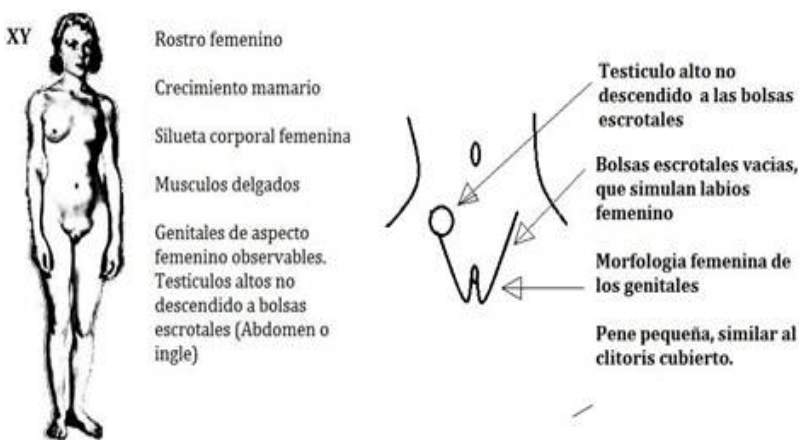 XY
Rostro femenino
Crecimiento mamario
Silueta corporal femenina
Musculos delgados
Genitales de aspecto
femenino observables.
Testiculos altos no
descendido a bolsas
escrotales (Abdomen o
ingle)
Testiculo alto no
descendido a las bolsas
escrotales
Bolsas escrotales vacias,
que simulan labios
femenino
Morfologia femenina de
los genitales
Pene pequeña, similar al
clitoris cubierto.